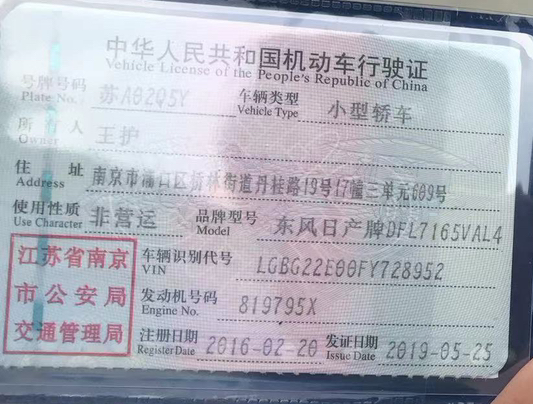 中华人民共和国机动车行驶证
Vehicle License of the People's Republic of China
号牌号码 Plate No. 苏A02Q5Y 车辆类型 Vehicle Type 小型轿车
所有人 Owner 王护
住址 Address 南京市浦口区桥林街道丹桂路19号17幢三单元609号
使用性质 Use Character 非营运 品牌型号 Model 东风日产牌DFL7165VAL4
江苏省南京
市公安局
交通管理局
车辆识别代号 VIN LGBG22E00FY728952
发动机号码 Engine No. 819795X
注册日期 Register Date 2016-02-20 发证日期 Issue Date 2019-05-25